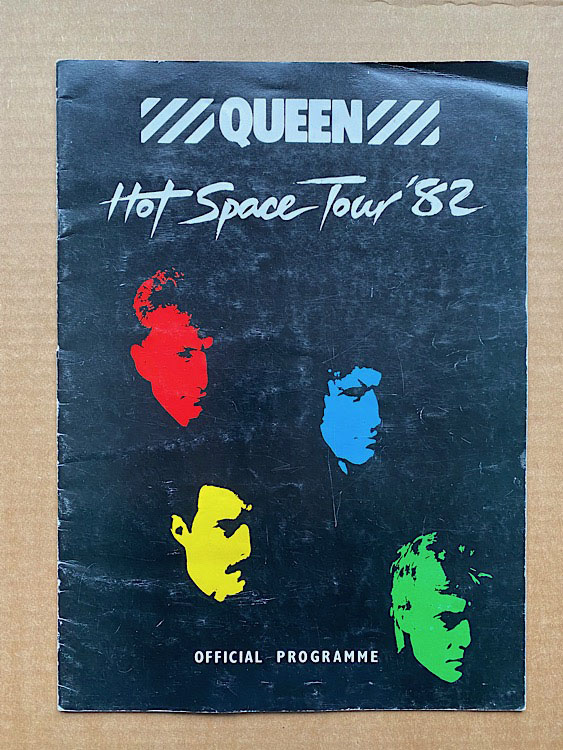 QUEEN
Hot Space Tour '82
OFFICIAL PROGRAMME